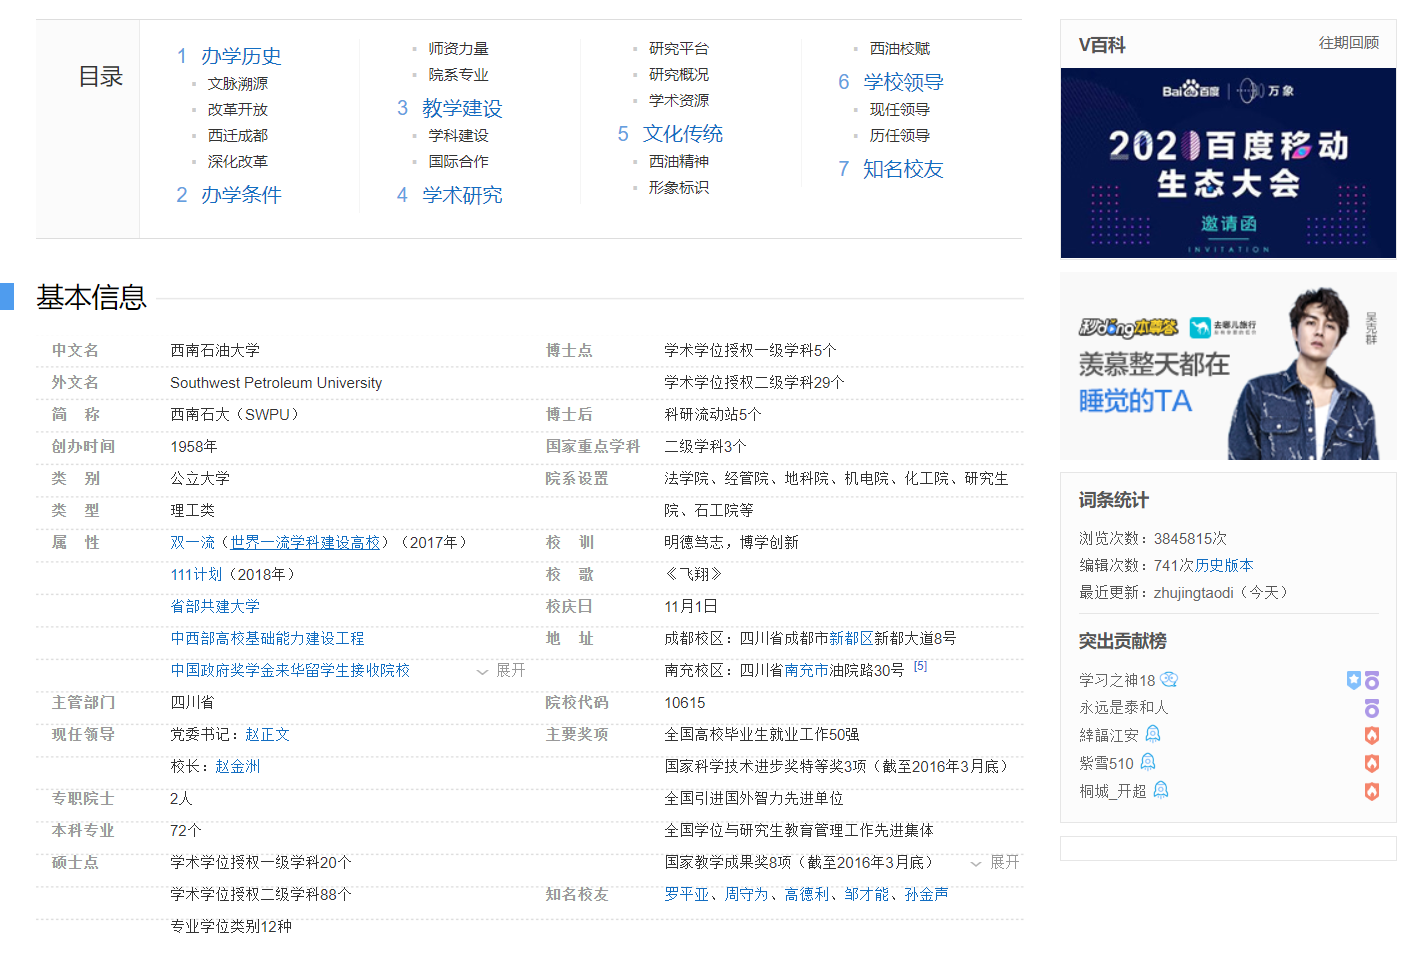 目录
1 办学历史
文脉溯源
改革开放
西迁成都
深化改革
2 办学条件
师资力量
院系专业
3 教学建设
学科建设
国际合作
4 学术研究
研究平台
研究概况
学术资源
5 文化传统
西油精神
形象标识
西油校赋
6 学校领导
现任领导
历任领导
7 知名校友
基本信息
中文名 西南石油大学
外文名 Southwest Petroleum University
简 称 西南石大（SWPU）
创办时间 1958年
类 别 公立大学
类 型 理工类
属 性 双一流（世界一流学科建设高校）（2017年）
111计划（2018年）
省部共建大学
中西部高校基础能力建设工程
中国政府奖学金来华留学生接收院校 展开
主管部门 四川省
现任领导 党委书记：赵正文
校长：赵金洲
专职院士 2人
本科专业 72个
硕士点 学术学位授权一级学科20个
学术学位授权二级学科88个
专业学位类别12种
博士点 学术学位授权一级学科5个
学术学位授权二级学科29个
博士后 科研流动站5个
国家重点学科 二级学科3个
院系设置 法学院、经管院、地科院、机电院、化工院、研究生
院、石工院等
校 训 明德笃志，博学创新
校 歌 《飞翔》
校庆日 11月1日
地 址 成都校区：四川省成都市新都区新都大道8号
南充校区：四川省南充市油院路30号 [5]
院校代码 10615
主要奖项 全国高校毕业生就业工作50强
国家科学技术进步奖特等奖3项（截至2016年3月底）
全国引进国外智力先进单位
全国学位与研究生教育管理工作先进集体
国家教学成果奖8项（截至2016年3月底） 展开
知名校友 罗平亚、周守为、高德利、邹才能、孙金声
V百科 往期回顾
Bai百度 万象
2020百度移动
生态大会
邀请函
INVITATION
秒dong本尊答 去哪儿旅行
羡慕整天都在
睡觉的TA
吴克群
词条统计
浏览次数：3845815次
编辑次数：741次历史版本
最近更新：zhujingtaodi（今天）
突出贡献榜
学习之神18
永远是泰和人
緈諨江安
紫雪510
桐城_开超